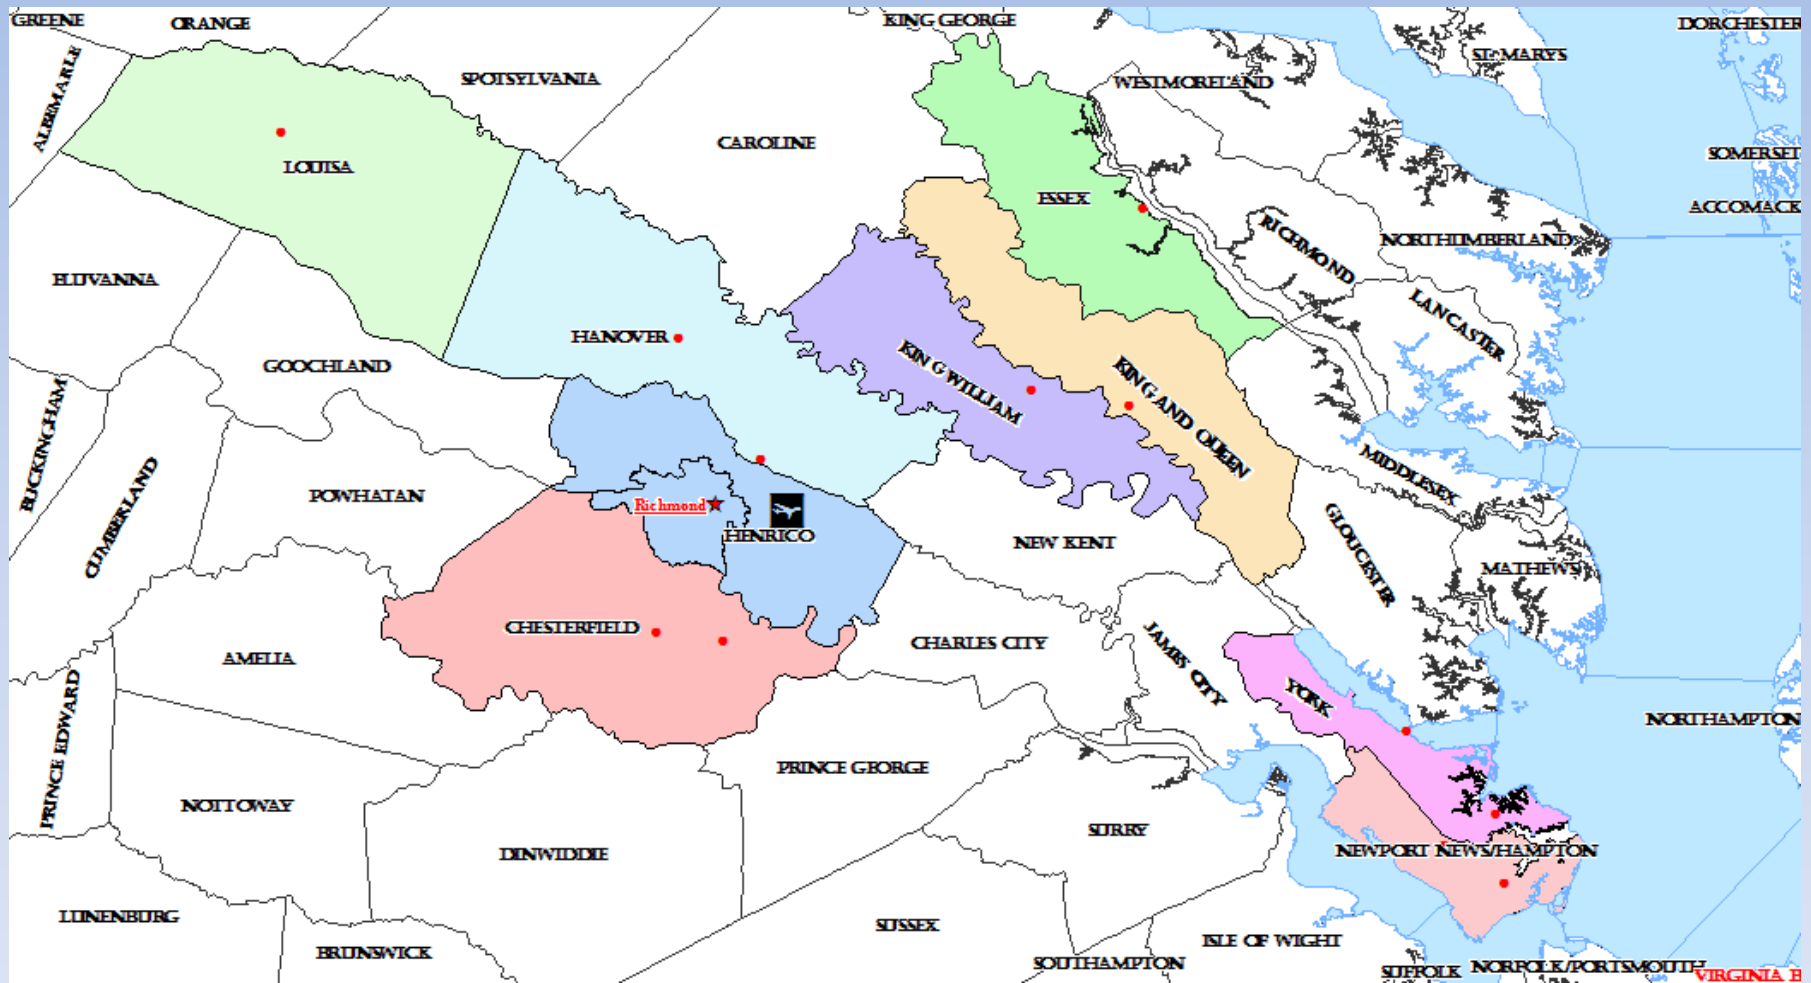 GREENE
ORANGE
KING GEORGE
DORCHESTER
ALBEMARLE
SPOTSYLVANIA
WESTMORELAND
ST. MARYS
CAROLINE
SOMERSET
LOUISA
ESSEX
ACCOMACK
RICHMOND
NORTHUMBERLAND
FLUVANNA
HANOVER
LANCASTER
GOOCHLAND
KING WILLIAM
KING AND QUEEN
BUCKINGHAM
CUMBERLAND
POWHATAN
Richmond
HENRICO
MIDDLESEX
NEW KENT
GLOUCESTER
MATHEWS
CHESTERFIELD
CHARLES CITY
JAMES CITY
AMELIA
PRINCE EDWARD
YORK
NORTHAMPTON
PRINCE GEORGE
NOTTOWAY
SURRY
DINWIDDIE
NEWPORT NEWS/HAMPTON
LUNENBURG
SUSSEX
BRUNSWICK
ISLE OF WIGHT
SOUTHAMPTON
SUFFOLK
NORFOLK/PORTSMOUTH
VIRGINIA B